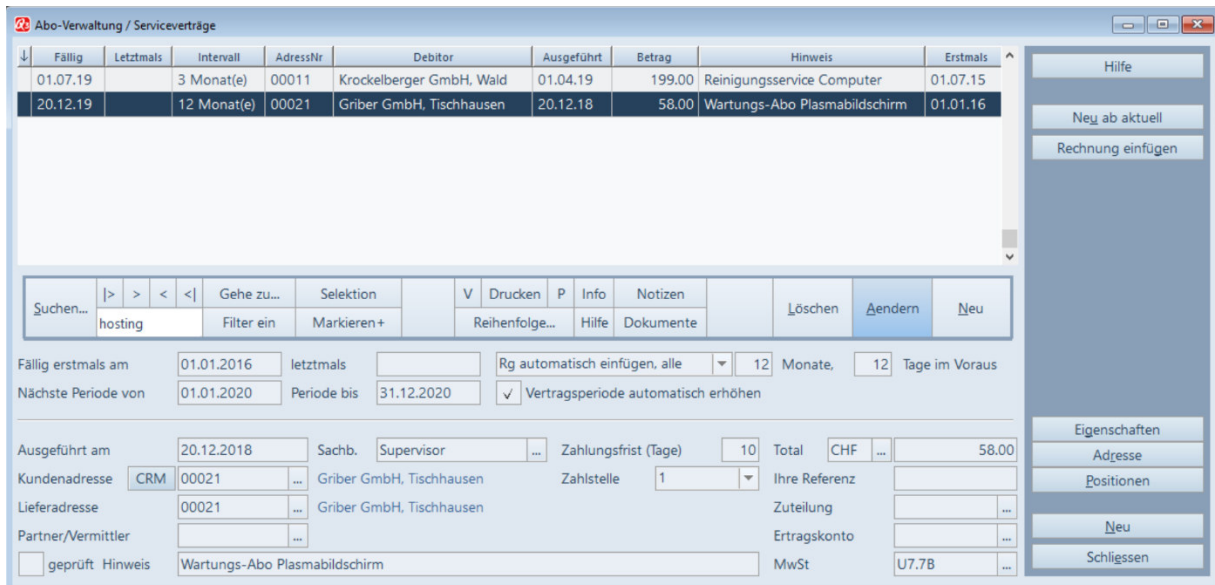 Abo-Verwaltung / Serviceverträge
Fällig Letztmals Intervall AdressNr Debitor Ausgeführt Betrag Hinweis Erstmals
01.07.19 3 Monat(e) 00011 Krockelberger GmbH, Wald 01.04.19 199.00 Reinigungsservice Computer 01.07.15
20.12.19 12 Monat(e) 00021 Griber GmbH, Tischhausen 20.12.18 58.00 Wartungs-Abo Plasmabildschirm 01.01.16
Hilfe
Neu ab aktuell
Rechnung einfügen
Suchen... |> > < <| Gehe zu... Selektion V Drucken P Info Notizen Löschen Aendern Neu
hosting Filter ein Markieren+ Reihenfolge... Hilfe Dokumente
Fällig erstmals am 01.01.2016 letztmals Rg automatisch einfügen, alle 12 Monate, 12 Tage im Voraus
Nächste Periode von 01.01.2020 Periode bis 31.12.2020 ✓ Vertragsperiode automatisch erhöhen
Ausgeführt am 20.12.2018 Sachb. Supervisor ... Zahlungsfrist (Tage) 10 Total CHF ... 58.00
Kundenadresse CRM 00021 ... Griber GmbH, Tischhausen Zahlstelle 1 Ihre Referenz
Lieferadresse 00021 ... Griber GmbH, Tischhausen Zuteilung ...
Partner/Vermittler ... Ertragskonto ...
geprüft Hinweis Wartungs-Abo Plasmabildschirm MwSt U7.7B ...
Eigenschaften
Adresse
Positionen
Neu
Schliessen